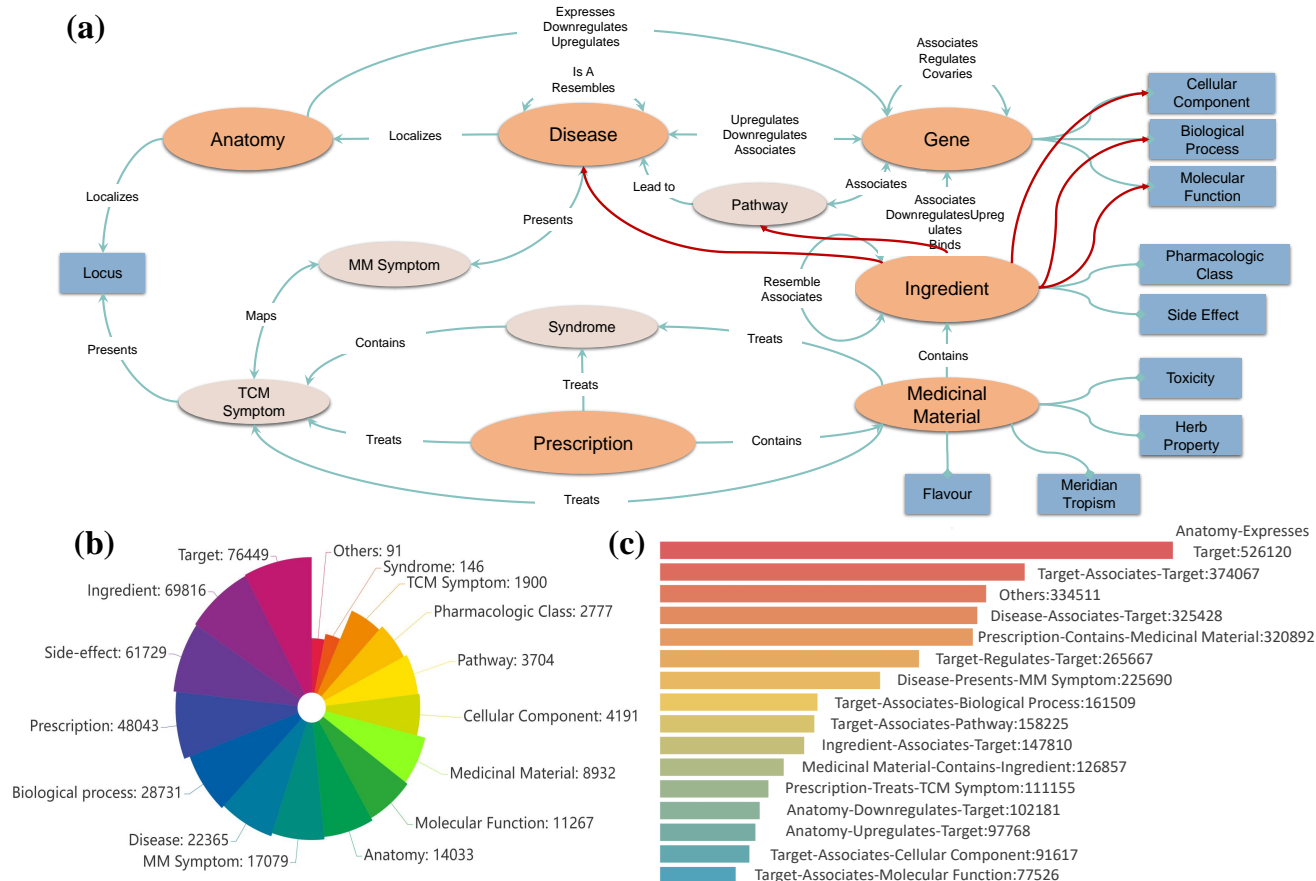 (a)
Expresses
Downregulates
Upregulates
Associates
Regulates
Covaries
Is A
Resembles
Cellular
Component
Anatomy
Localizes
Disease
Upregulates
Downregulates
Associates
Gene
Biological
Process
Molecular
Function
Lead to
Associates
Pathway
Localizes
Presents
Associates
DownregulatesUpreg
ulates
Binds
Locus
MM Symptom
Resemble
Associates
Ingredient
Pharmacologic
Class
Side Effect
Maps
Syndrome
Presents
Contains
Treats
Contains
TCM
Symptom
Treats
Medicinal
Material
Toxicity
Treats
Prescription
Contains
Herb
Property
Treats
Flavour
Meridian
Tropism
(b)
Target: 76449
Others: 91
Syndrome: 146
TCM Symptom: 1900
Ingredient: 69816
Pharmacologic Class: 2777
Side-effect: 61729
Pathway: 3704
Prescription: 48043
Cellular Component: 4191
Medicinal Material: 8932
Biological process: 28731
Molecular Function: 11267
Disease: 22365
MM Symptom: 17079
Anatomy: 14033
(c)
Anatomy-Expresses
Target:526120
Target-Associates-Target:374067
Others:334511
Disease-Associates-Target:325428
Prescription-Contains-Medicinal Material:320892
Target-Regulates-Target:265667
Disease-Presents-MM Symptom:225690
Target-Associates-Biological Process:161509
Target-Associates-Pathway:158225
Ingredient-Associates-Target:147810
Medicinal Material-Contains-Ingredient:126857
Prescription-Treats-TCM Symptom:111155
Anatomy-Downregulates-Target:102181
Anatomy-Upregulates-Target:97768
Target-Associates-Cellular Component:91617
Target-Associates-Molecular Function:77526